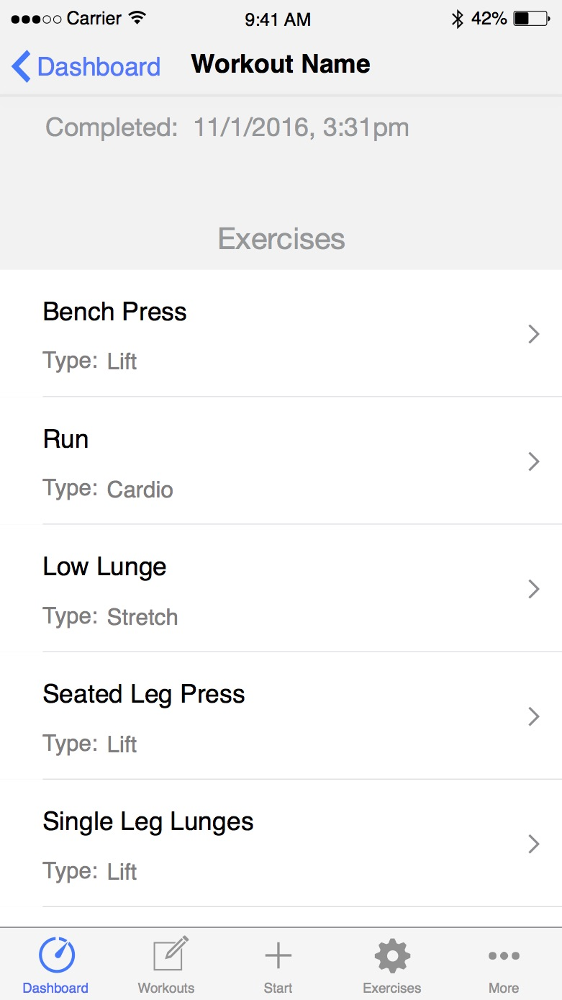 Carrier 9:41 AM 42%
Dashboard Workout Name
Completed: 11/1/2016, 3:31pm
Exercises
Bench Press
Type: Lift
Run
Type: Cardio
Low Lunge
Type: Stretch
Seated Leg Press
Type: Lift
Single Leg Lunges
Type: Lift
Dashboard Workouts Start Exercises More